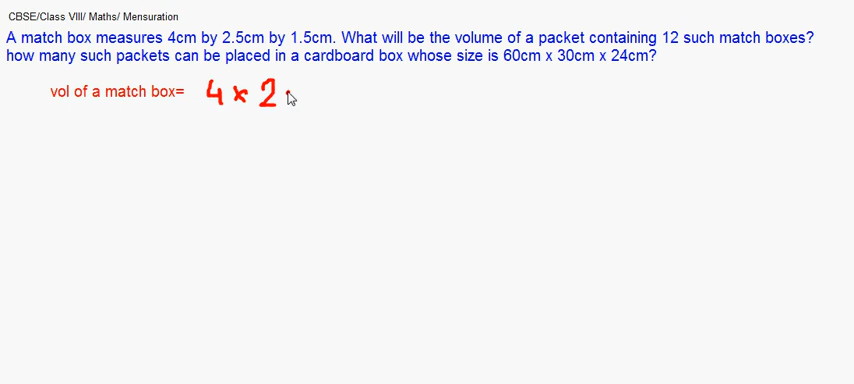 CBSE/Class VIII/ Maths/ Mensuration
A match box measures 4cm by 2.5cm by 1.5cm. What will be the volume of a packet containing 12 such match boxes?
how many such packets can be placed in a cardboard box whose size is 60cm x 30cm x 24cm?
vol of a match box= 4 × 2.